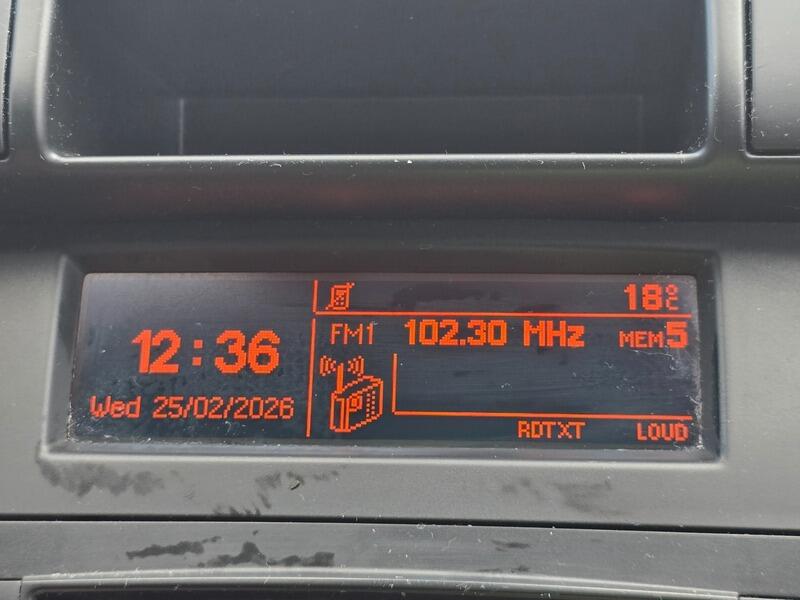 18°C
12:36
FM1 102.30 MHz MEM5
Wed 25/02/2026
RDTXT LOUD